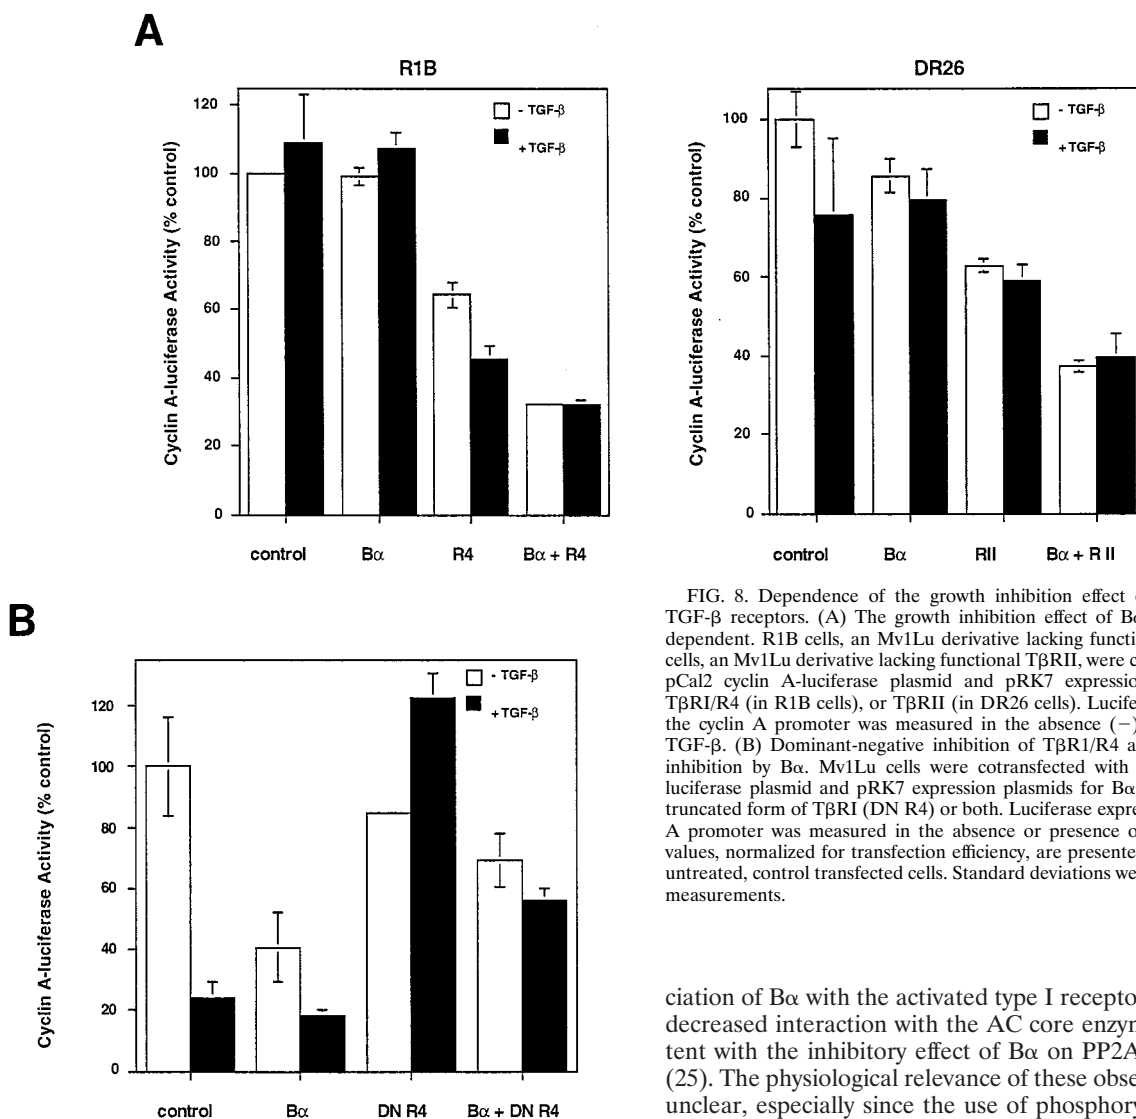 A
R1B
Cyclin A-luciferase Activity (% control)
120
100
80
60
40
20
0
- TGF-β
+TGF-β
control Bα R4 Bα + R4
DR26
Cyclin A-luciferase Activity (% control)
100
80
60
40
20
0
- TGF-β
+TGF-β
control Bα RII Bα + R II
B
Cyclin A-luciferase Activity (% control)
120
100
80
60
40
20
0
- TGF-β
+TGF-β
control Bα DN R4 Bα + DN R4
FIG. 8. Dependence of the growth inhibition effect
TGF-β receptors. (A) The growth inhibition effect of
dependent. R1B cells, an Mv1Lu derivative lacking
cells, an Mv1Lu derivative lacking functional TβRII, were
pCal2 cyclin A-luciferase plasmid and pRK7
TβRI/R4 (in R1B cells), or TβRII (in DR26 cells).
the cyclin A promoter was measured in the absence (−)
TGF-β. (B) Dominant-negative inhibition of TβR1/R4
inhibition by Bα. Mv1Lu cells were cotransfected with
luciferase plasmid and pRK7 expression plasmids for Bα
truncated form of TβRI (DN R4) or both. Luciferase
A promoter was measured in the absence or presence
values, normalized for transfection efficiency, are presented
untreated, control transfected cells. Standard deviations
measurements.
ciation of Bα with the activated type I
decreased interaction with the AC core
tent with the inhibitory effect of Bα on PP2A
(25). The physiological relevance of these
unclear, especially since the use of